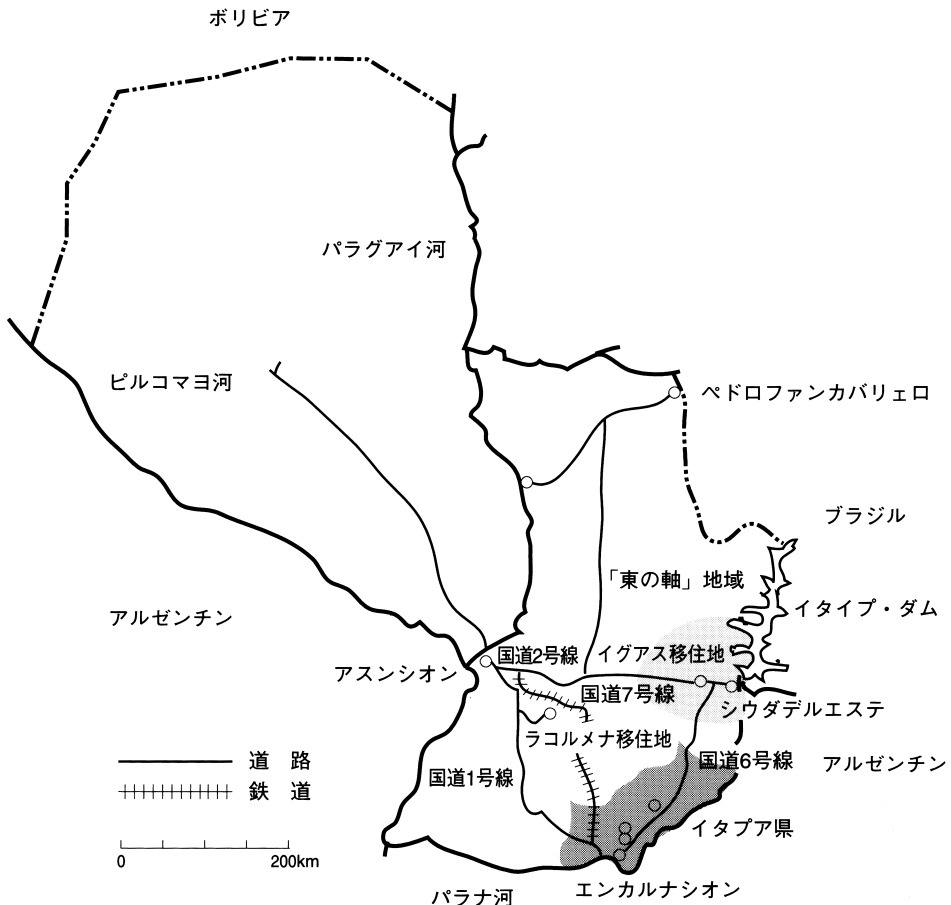 ボリビア
パラグアイ河
ピルコマヨ河
ペドロファンカバリェロ
ブラジル
「東の軸」地域
イタイプ・ダム
アルゼンチン
国道2号線
イグアス移住地
アスンシオン
国道7号線
シウダデルエステ
ラコルメナ移住地
国道6号線
アルゼンチン
道 路
国道1号線
鉄 道
イタプア県
0 200km
エンカルナシオン
パラナ河